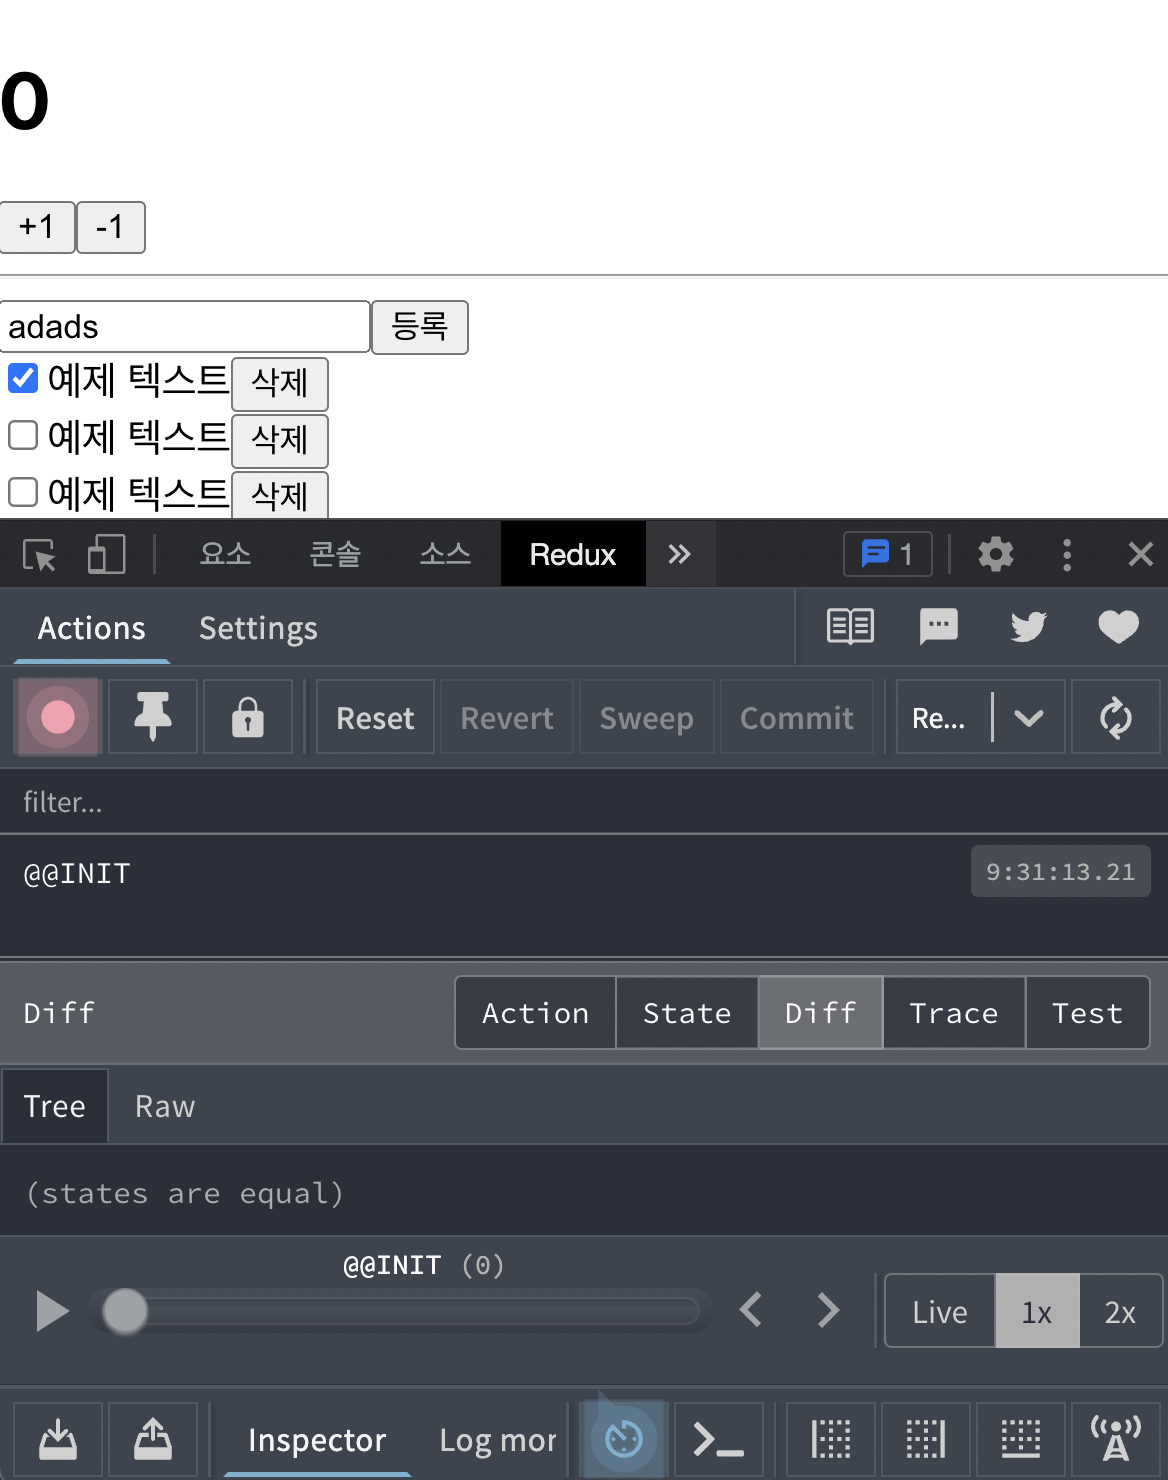 0
+1 -1
adads 등록
예제 텍스트 삭제
예제 텍스트 삭제
예제 텍스트 삭제
요소 콘솔 소스 Redux 1
Actions Settings
Reset Revert Sweep Commit Re...
filter...
@@INIT 9:31:13.21
Diff Action State Diff Trace Test
Tree Raw
(states are equal)
@@INIT (0)
Live 1x 2x
Inspector Log mor